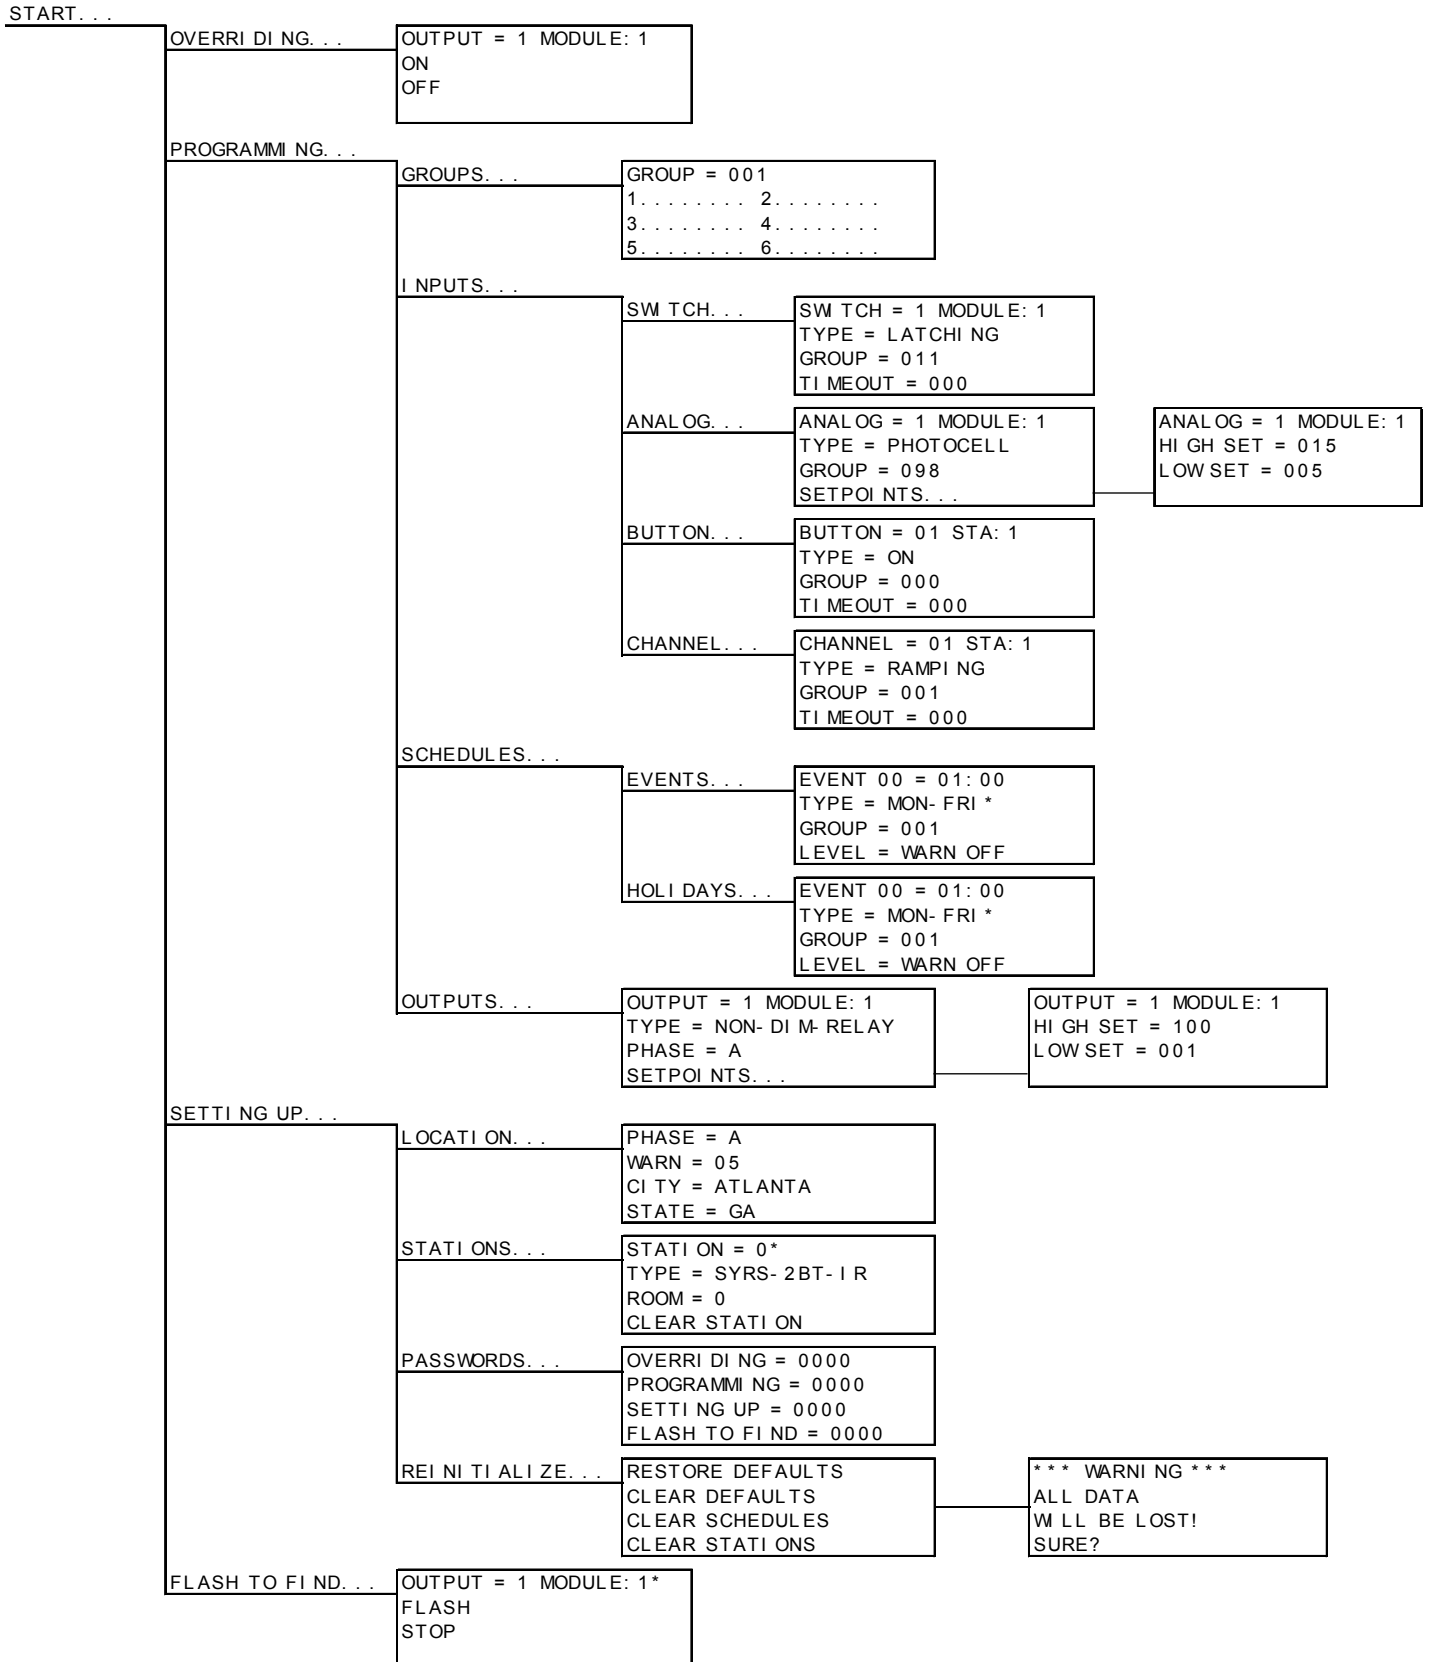 START...
OVERRIDING...
OUTPUT = 1 MODULE: 1
ON
OFF
PROGRAMMING...
GROUPS...
GROUP = 001
1........ 2........
3........ 4........
5........ 6........
INPUTS...
SWITCH...
SWITCH = 1 MODULE: 1
TYPE = LATCHING
GROUP = 011
TIMEOUT = 000
ANALOG...
ANALOG = 1 MODULE: 1
TYPE = PHOTOCELL
GROUP = 098
SETPOINTS...
ANALOG = 1 MODULE: 1
HIGH SET = 015
LOW SET = 005
BUTTON...
BUTTON = 01 STA: 1
TYPE = ON
GROUP = 000
TIMEOUT = 000
CHANNEL...
CHANNEL = 01 STA: 1
TYPE = RAMPING
GROUP = 001
TIMEOUT = 000
SCHEDULES...
EVENTS...
EVENT 00 = 01:00
TYPE = MON-FRI*
GROUP = 001
LEVEL = WARN OFF
HOLIDAYS...
EVENT 00 = 01:00
TYPE = MON-FRI*
GROUP = 001
LEVEL = WARN OFF
OUTPUTS...
OUTPUT = 1 MODULE: 1
TYPE = NON-DIM-RELAY
PHASE = A
SETPOINTS...
OUTPUT = 1 MODULE: 1
HIGH SET = 100
LOW SET = 001
SETTING UP...
LOCATION...
PHASE = A
WARN = 05
CITY = ATLANTA
STATE = GA
STATIONS...
STATION = 0*
TYPE = SYRS-2BT-IR
ROOM = 0
CLEAR STATION
PASSWORDS...
OVERRIDING = 0000
PROGRAMMING = 0000
SETTING UP = 0000
FLASH TO FIND = 0000
REINITIALIZE...
RESTORE DEFAULTS
CLEAR DEFAULTS
CLEAR SCHEDULES
CLEAR STATIONS
*** WARNING ***
ALL DATA
WILL BE LOST!
SURE?
FLASH TO FIND...
OUTPUT = 1 MODULE: 1*
FLASH
STOP